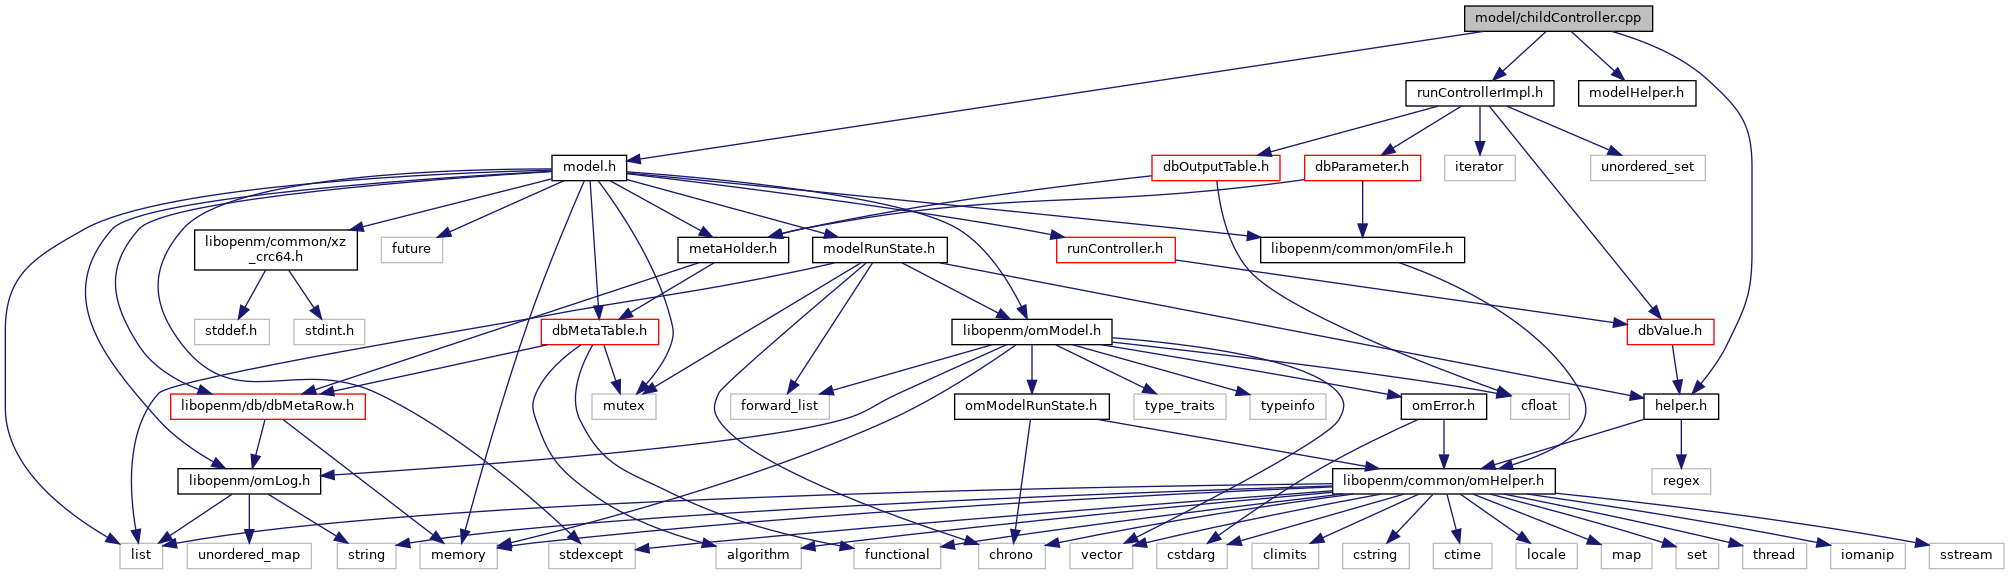 model/childController.cpp
runControllerImpl.h
modelHelper.h
model.h
dbOutputTable.h
dbParameter.h
iterator
unordered_set
libopenm/common/xz
_crc64.h
future
metaHolder.h
modelRunState.h
runController.h
libopenm/common/omFile.h
stddef.h
stdint.h
dbMetaTable.h
libopenm/omModel.h
dbValue.h
libopenm/db/dbMetaRow.h
mutex
forward_list
omModelRunState.h
type_traits
typeinfo
omError.h
cfloat
helper.h
libopenm/omLog.h
libopenm/common/omHelper.h
regex
list
unordered_map
string
memory
stdexcept
algorithm
functional
chrono
vector
cstdarg
climits
cstring
ctime
locale
map
set
thread
iomanip
sstream